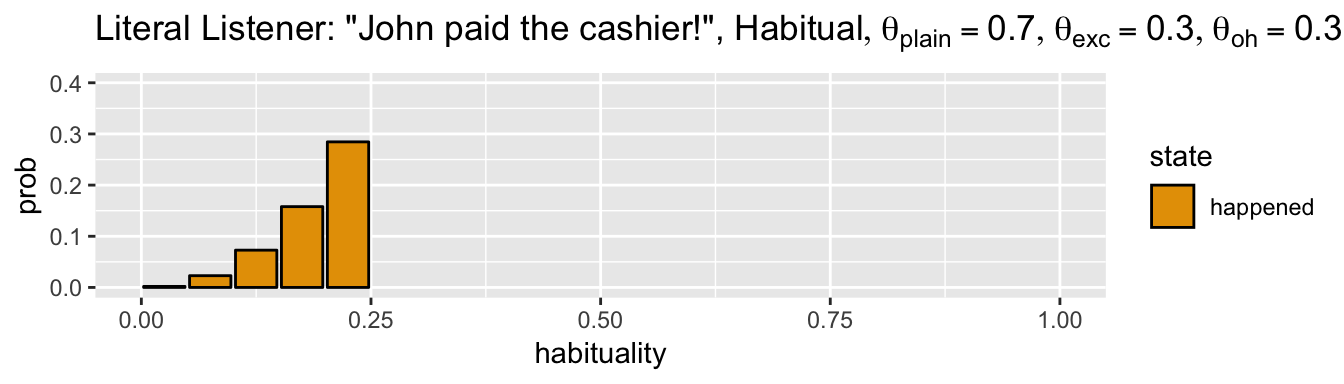 Literal Listener: "John paid the cashier!", Habitual, θplain = 0.7, θexc = 0.3, θoh = 0.3
prob
0.4
0.3
0.2
0.1
0.0
0.00 0.25 0.50 0.75 1.00
habituality
state
happened